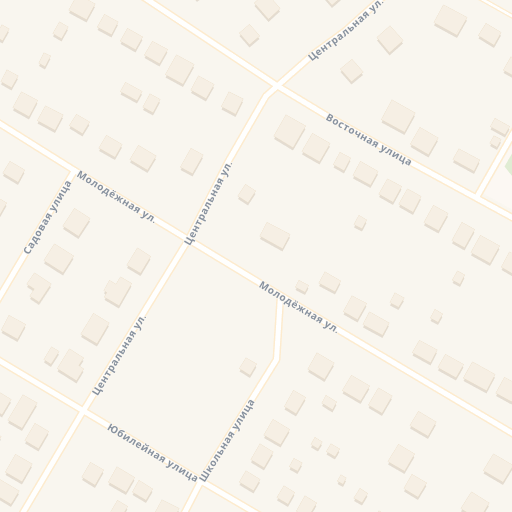 Центральная ул.
Восточная улица
Молодёжная ул.
Центральная ул.
Садовая улица
Молодёжная ул.
Центральная ул.
Юбилейная улица
Школьная улица